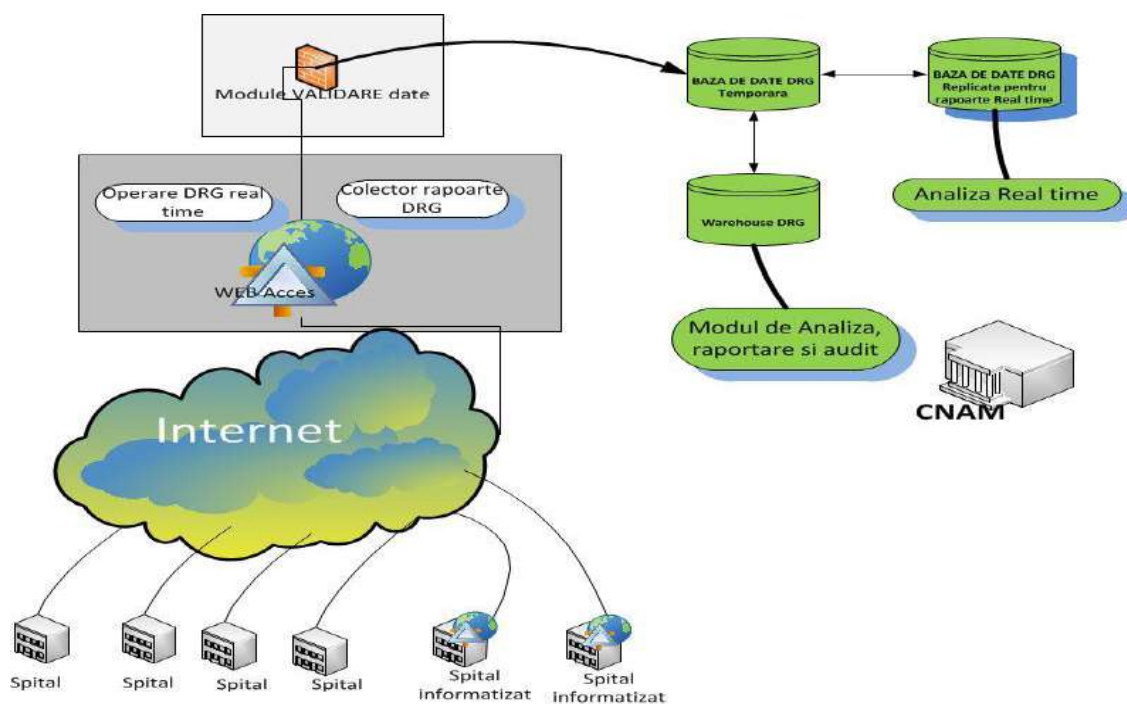 Module VALIDARE date
BAZA DE DATE DRG
Temporara
BAZA DE DATE DRG
Replicata pentru
rapoarte Real time
Operare DRG real
time
Colector rapoarte
DRG
Warehouse DRG
Analiza Real time
WEB Acces
Modul de Analiza,
raportare si audit
CNAM
Internet
Spital
Spital
Spital
Spital
Spital
informatizat
Spital
informatizat